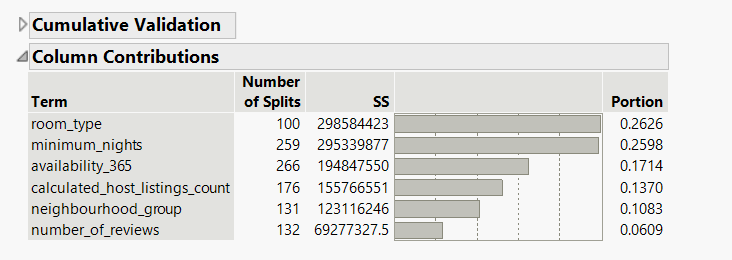 Cumulative Validation
Column Contributions
Term Number of Splits SS Portion
room_type 100 298584423 0.2626
minimum_nights 259 295339877 0.2598
availability_365 266 194847550 0.1714
calculated_host_listings_count 176 155766551 0.1370
neighbourhood_group 131 123116246 0.1083
number_of_reviews 132 69277327.5 0.0609